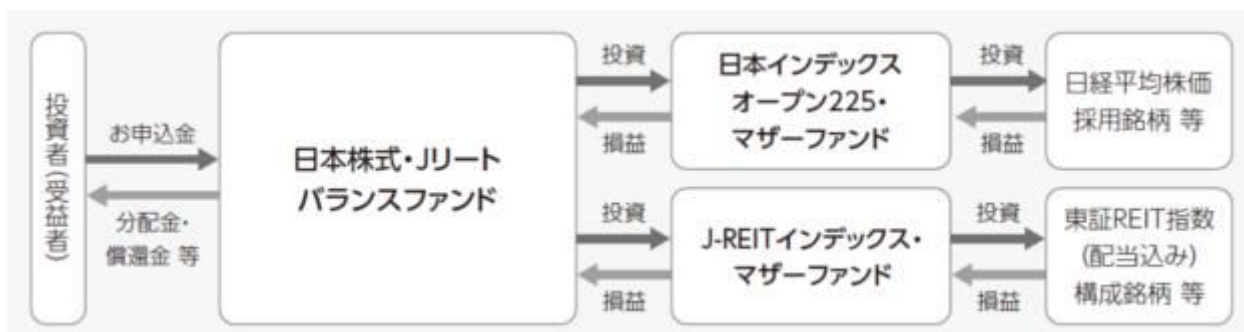 投資者(受益者)
お申込金
分配金・
償還金 等
日本株式・Jリート
バランスファンド
投資
損益
日本インデックス
オープン225・
マザーファンド
投資
損益
日経平均株価
採用銘柄 等
投資
損益
J-REITインデックス・
マザーファンド
投資
損益
東証REIT指数
(配当込み)
構成銘柄 等